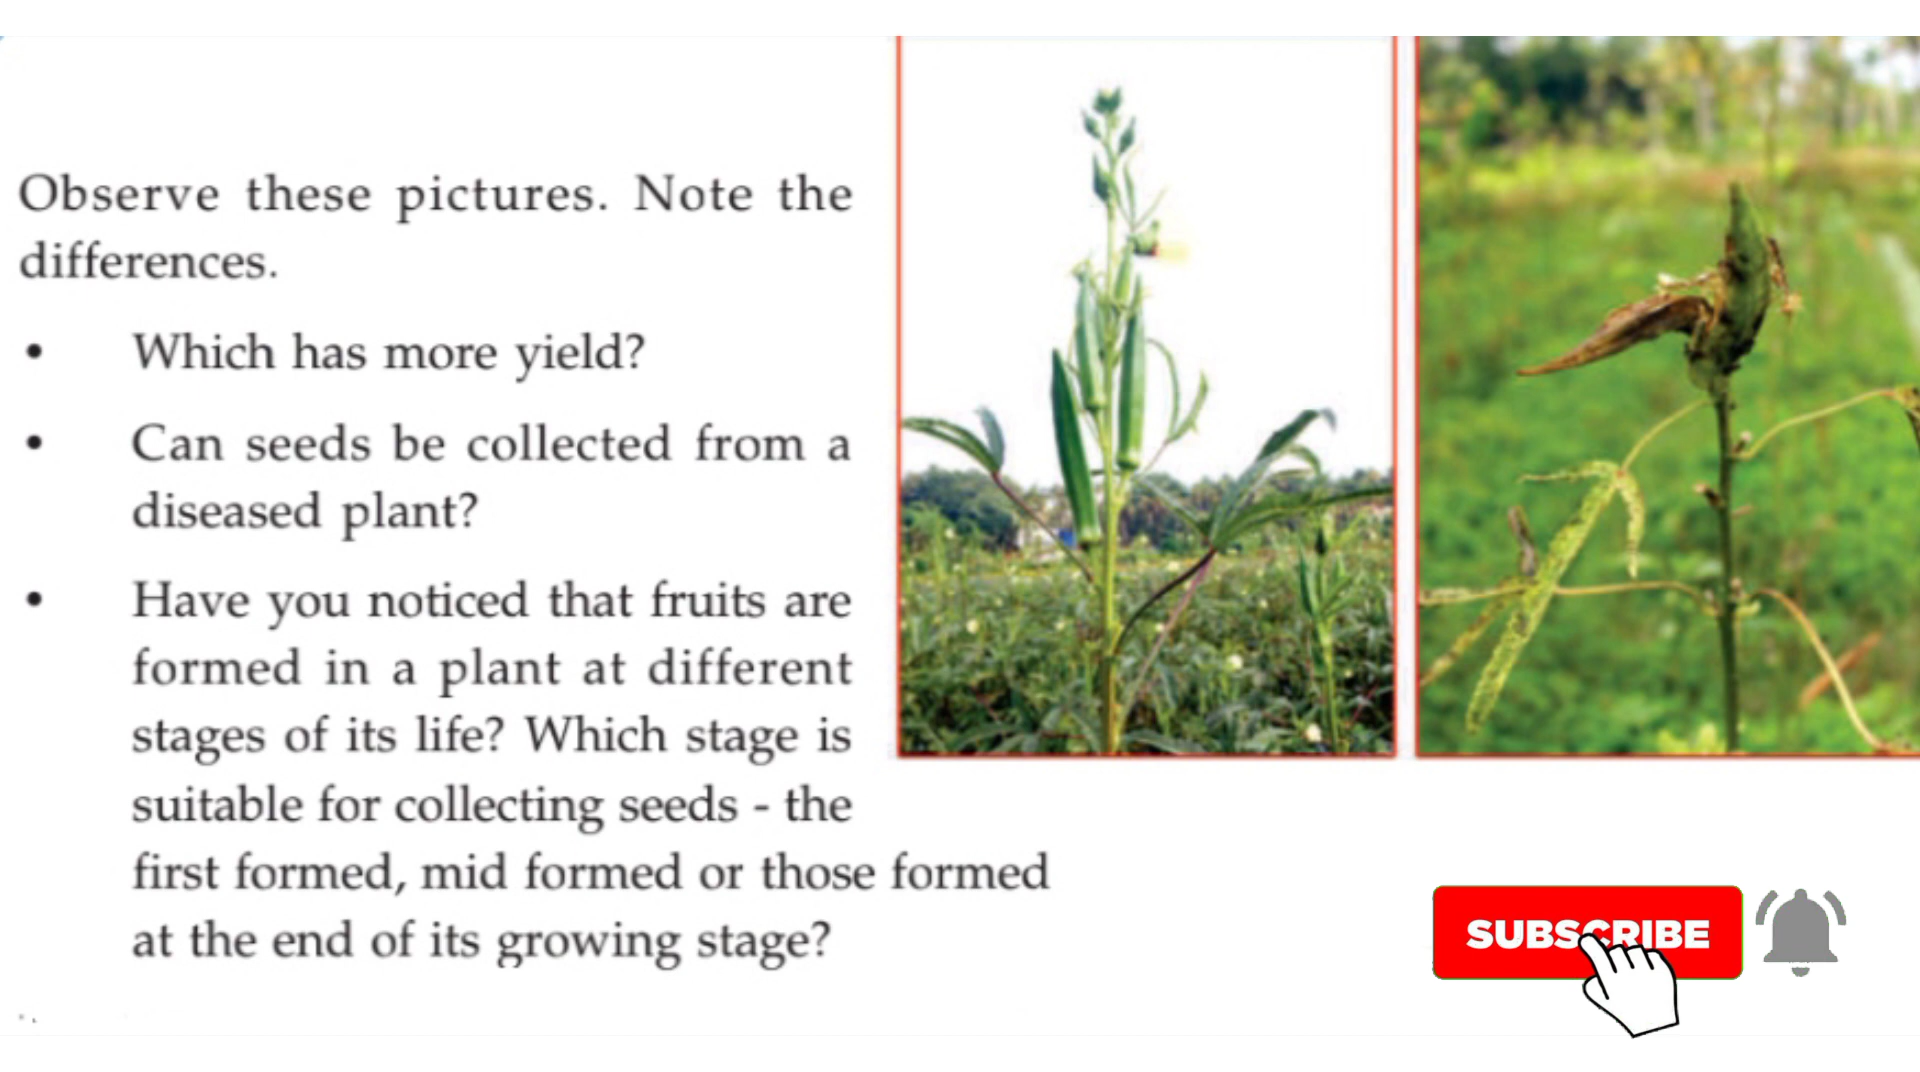 Observe these pictures. Note the
differences.
• Which has more yield?
• Can seeds be collected from a
diseased plant?
• Have you noticed that fruits are
formed in a plant at different
stages of its life? Which stage is
suitable for collecting seeds - the
first formed, mid formed or those formed
at the end of its growing stage?
SUBSCRIBE